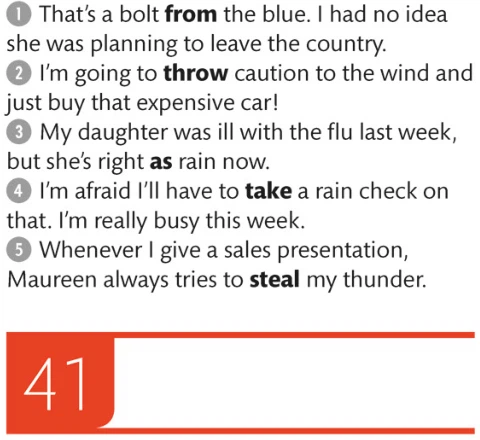 1 That’s a bolt from the blue. I had no idea
she was planning to leave the country.
2 I’m going to throw caution to the wind and
just buy that expensive car!
3 My daughter was ill with the flu last week,
but she’s right as rain now.
4 I’m afraid I’ll have to take a rain check on
that. I’m really busy this week.
5 Whenever I give a sales presentation,
Maureen always tries to steal my thunder.
41